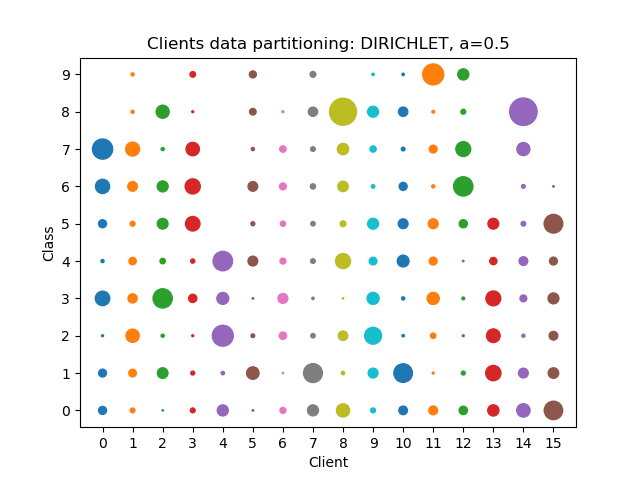 Clients data partitioning: DIRICHLET, a=0.5
Class
9
8
7
6
5
4
3
2
1
0
0 1 2 3 4 5 6 7 8 9 10 11 12 13 14 15
Client